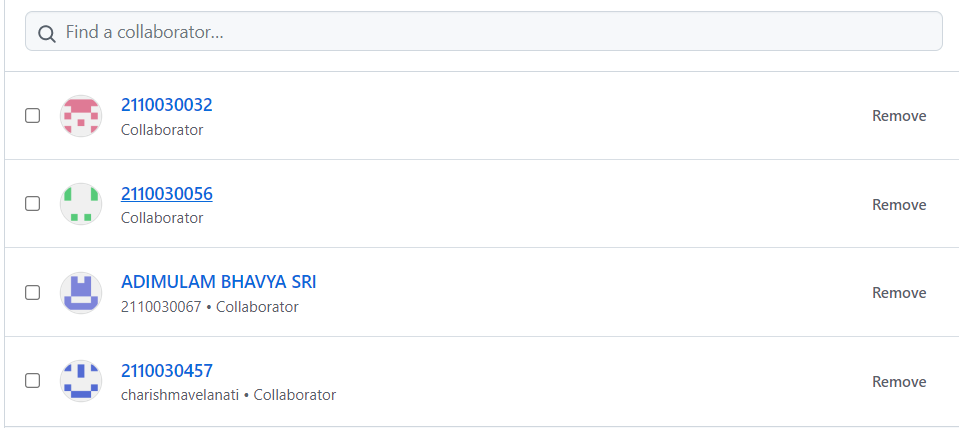 Find a collaborator...
2110030032
Collaborator
Remove
2110030056
Collaborator
Remove
ADIMULAM BHAVYA SRI
2110030067 • Collaborator
Remove
2110030457
charishmavelanati • Collaborator
Remove